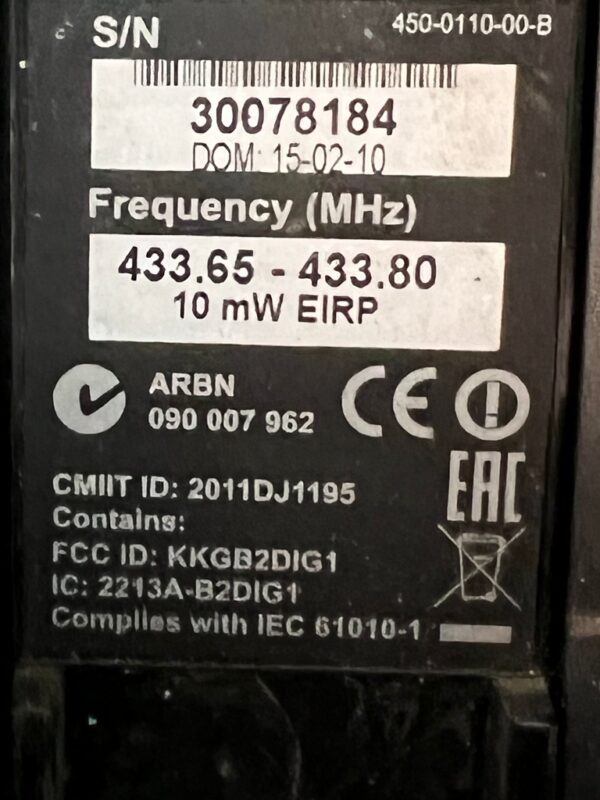 S/N
450-0110-00-B
30078184
DOM: 15-02-10
Frequency (MHz)
433.65 - 433.80
10 mW EIRP
ARBN
090 007 962
CE
EAC
CMIIT ID: 2011DJ1195
Contains:
FCC ID: KKGB2DIG1
IC: 2213A-B2DIG1
Complies with IEC 61010-1